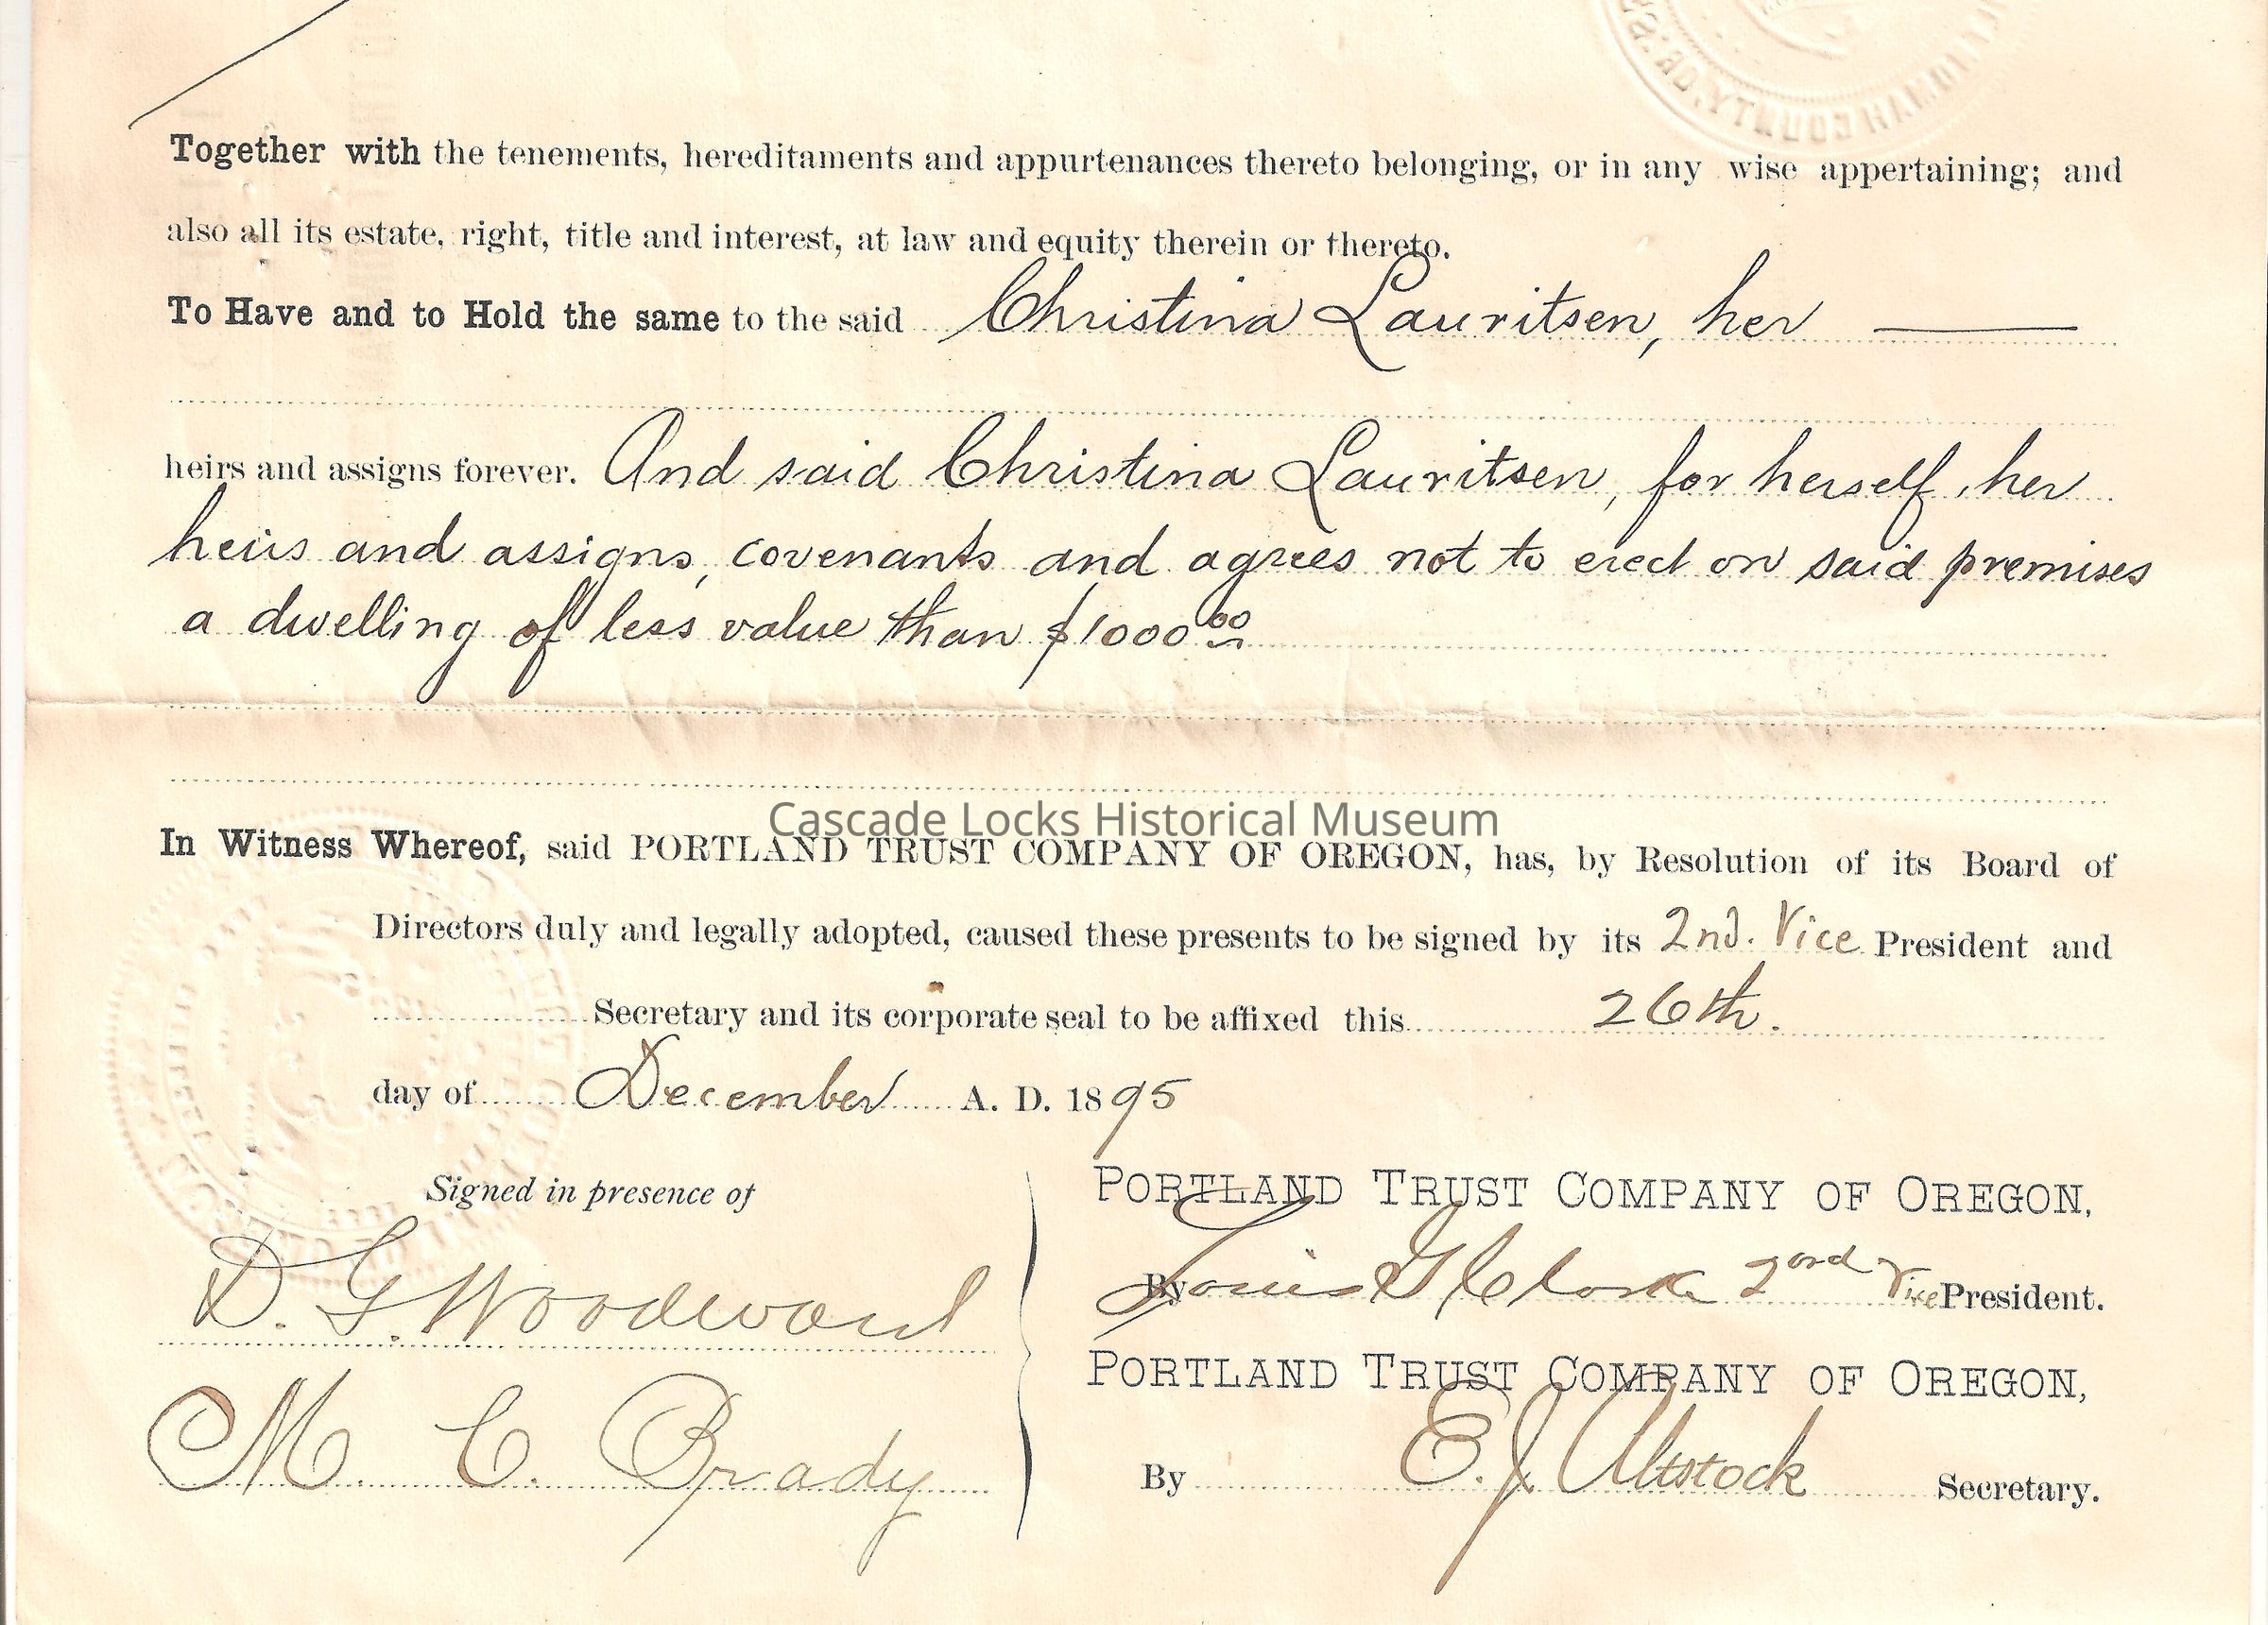 Together with the tenements, hereditaments and appurtenances thereto belonging, or in any wise appertaining; and
also all its estate, right, title and interest, at law and equity therein or thereto.
To Have and to Hold the same to the said Christina Lauritsen, her
heirs and assigns forever. And said Christina Lauritsen, for herself, her
heirs and assigns, covenants and agrees not to erect on said premises
a dwelling of less value than $1000 00
Cascade Locks Historical Museum
In Witness Whereof, said PORTLAND TRUST COMPANY OF OREGON, has, by Resolution of its Board of
Directors duly and legally adopted, caused these presents to be signed by its 2nd. Vice President and
Secretary and its corporate seal to be affixed this 26th.
day of December A. D. 1895
Signed in presence of
D. G. Woodward
M. C. Brady
PORTLAND TRUST COMPANY OF OREGON,
By Louis G Clarke 2ond Vice President.
PORTLAND TRUST COMPANY OF OREGON,
By E. J. Altstock Secretary.